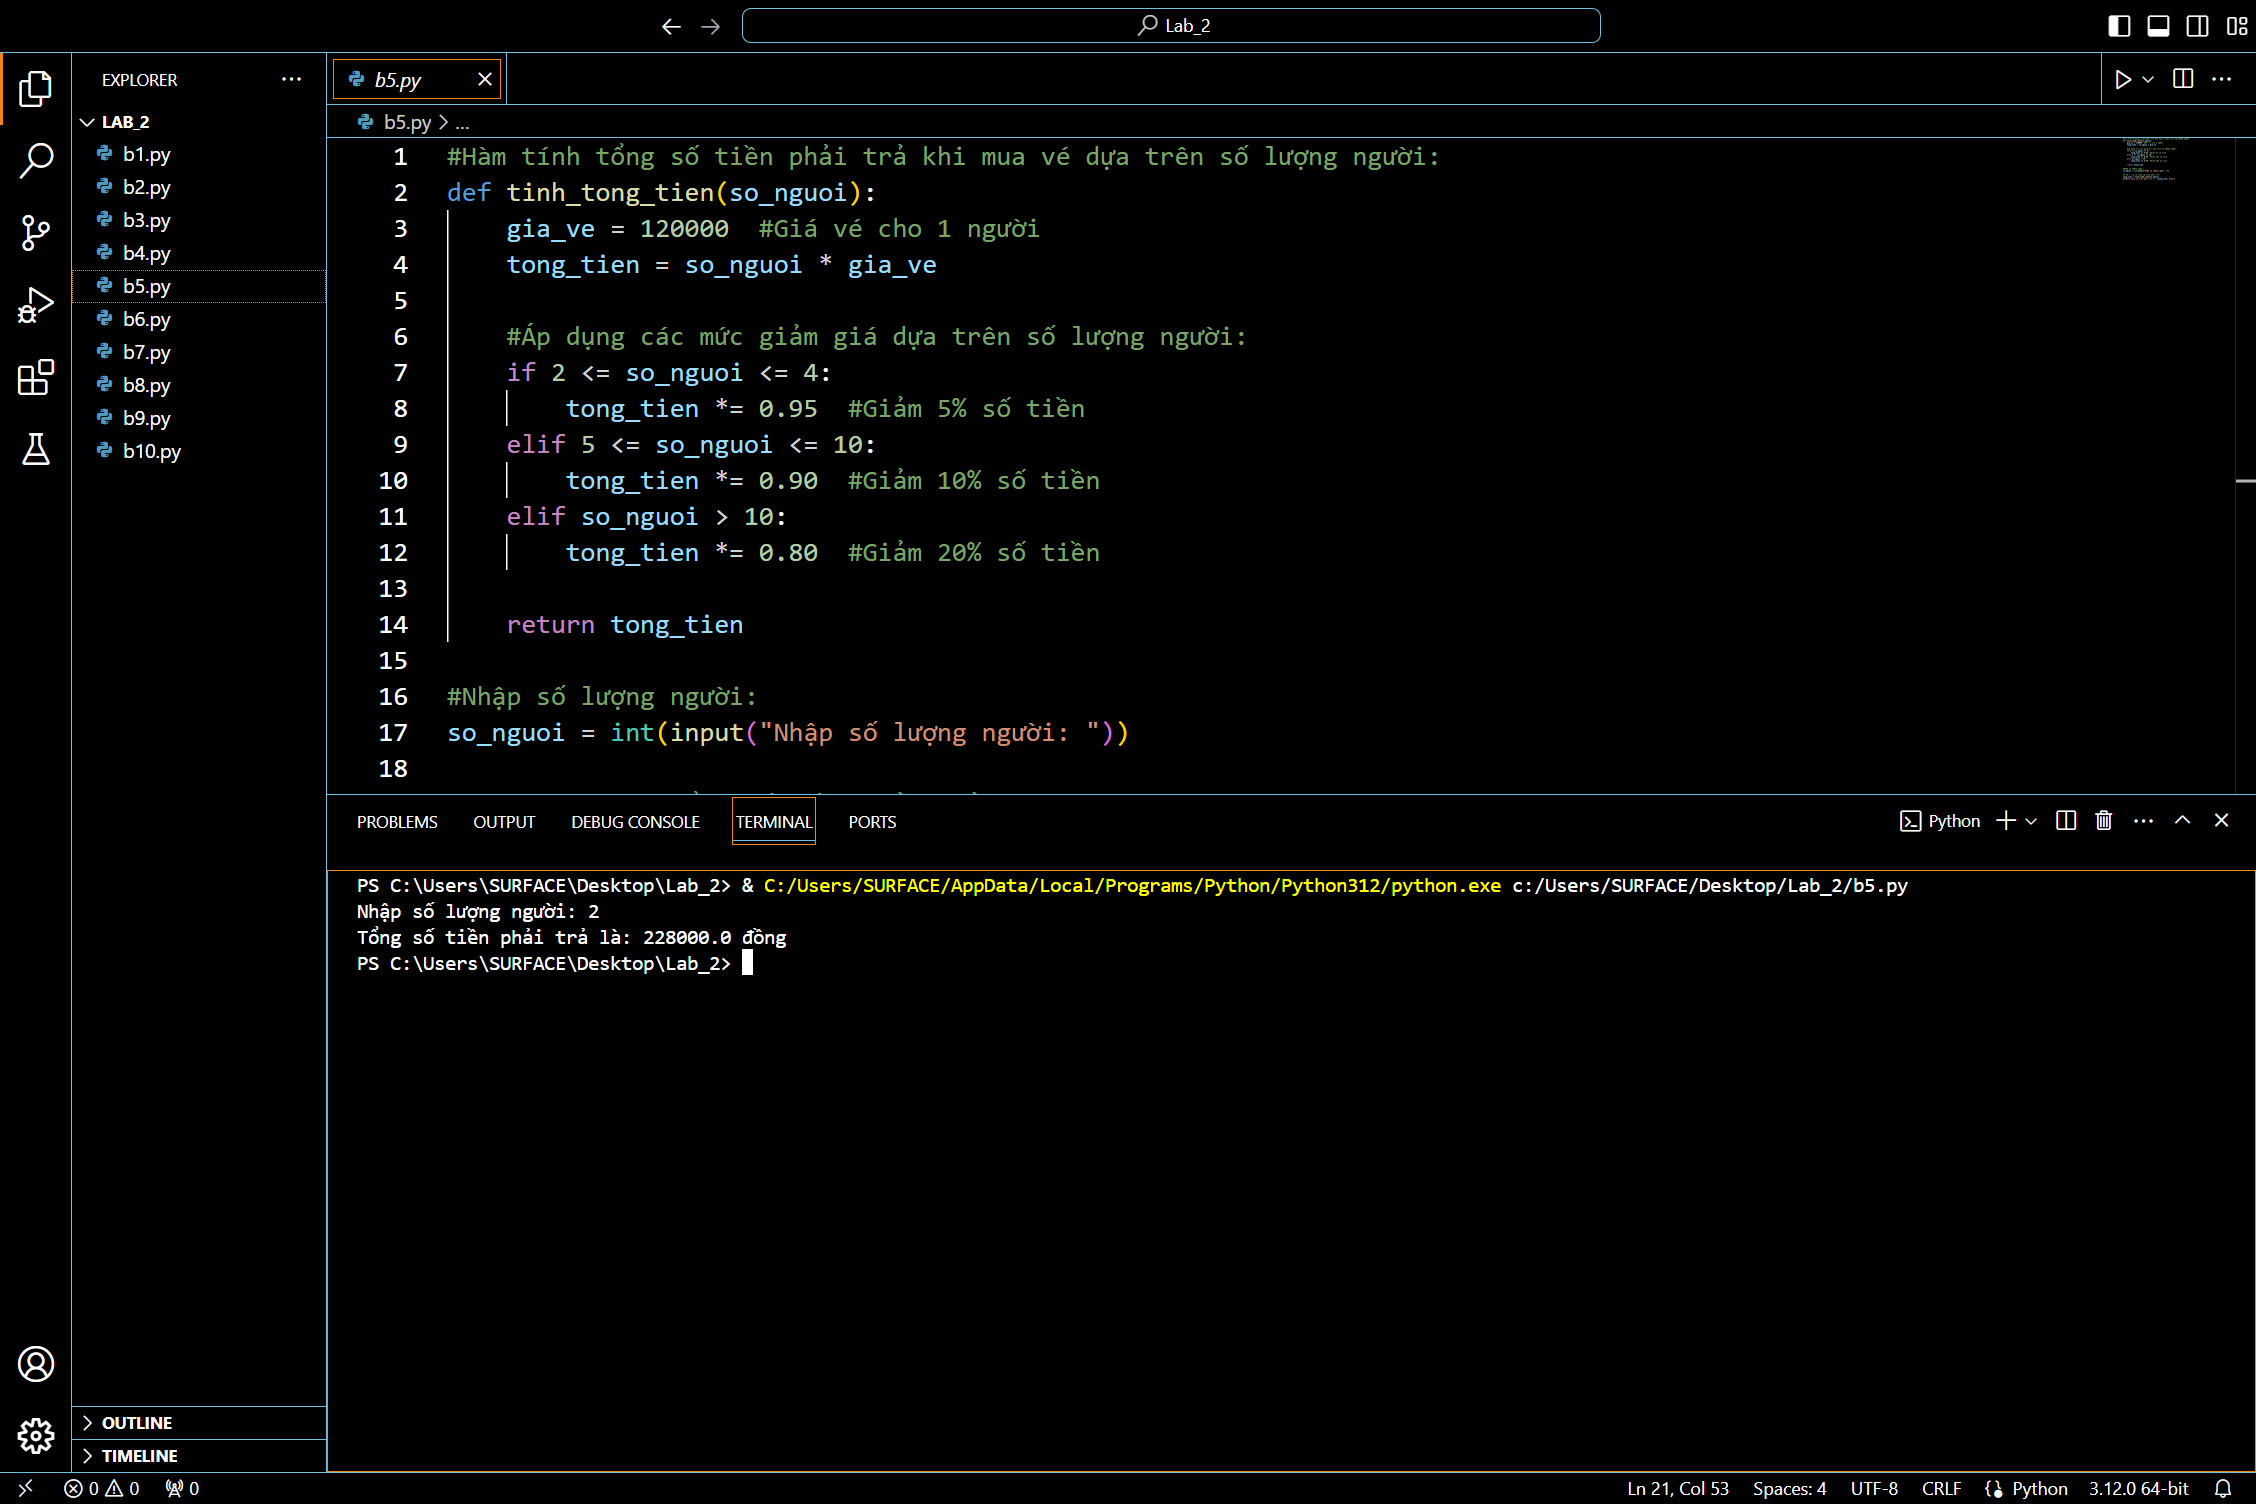 Lab_2
EXPLORER
b5.py
LAB_2
b5.py > ...
b1.py
b2.py
b3.py
b4.py
b5.py
b6.py
b7.py
b8.py
b9.py
b10.py
1 #Hàm tính tổng số tiền phải trả khi mua vé dựa trên số lượng người:
2 def tinh_tong_tien(so_nguoi):
3 gia_ve = 120000  #Giá vé cho 1 người
4 tong_tien = so_nguoi * gia_ve
5
6 #Áp dụng các mức giảm giá dựa trên số lượng người:
7 if 2 <= so_nguoi <= 4:
8 tong_tien *= 0.95  #Giảm 5% số tiền
9 elif 5 <= so_nguoi <= 10:
10 tong_tien *= 0.90  #Giảm 10% số tiền
11 elif so_nguoi > 10:
12 tong_tien *= 0.80  #Giảm 20% số tiền
13
14 return tong_tien
15
16 #Nhập số lượng người:
17 so_nguoi = int(input("Nhập số lượng người: "))
18
PROBLEMS OUTPUT DEBUG CONSOLE TERMINAL PORTS
Python
PS C:\Users\SURFACE\Desktop\Lab_2> & C:/Users/SURFACE/AppData/Local/Programs/Python/Python312/python.exe c:/Users/SURFACE/Desktop/Lab_2/b5.py
Nhập số lượng người: 2
Tổng số tiền phải trả là: 228000.0 đồng
PS C:\Users\SURFACE\Desktop\Lab_2>
OUTLINE
TIMELINE
0 0 0
Ln 21, Col 53 Spaces: 4 UTF-8 CRLF Python 3.12.0 64-bit